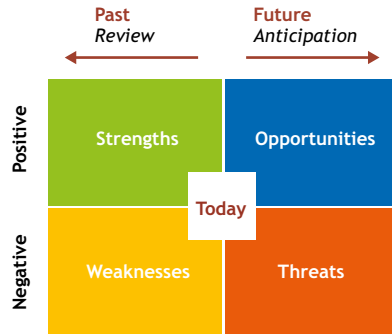 Past
Review
Future
Anticipation
Positive
Strengths
Opportunities
Today
Negative
Weaknesses
Threats